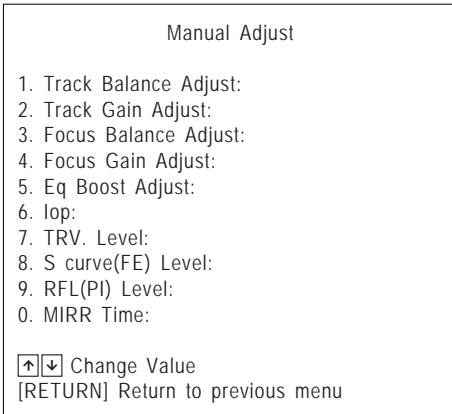 Manual Adjust
1. Track Balance Adjust:
2. Track Gain Adjust:
3. Focus Balance Adjust:
4. Focus Gain Adjust:
5. Eq Boost Adjust:
6. Iop:
7. TRV. Level:
8. S curve(FE) Level:
9. RFL(PI) Level:
0. MIRR Time:
↑↓ Change Value
[RETURN] Return to previous menu